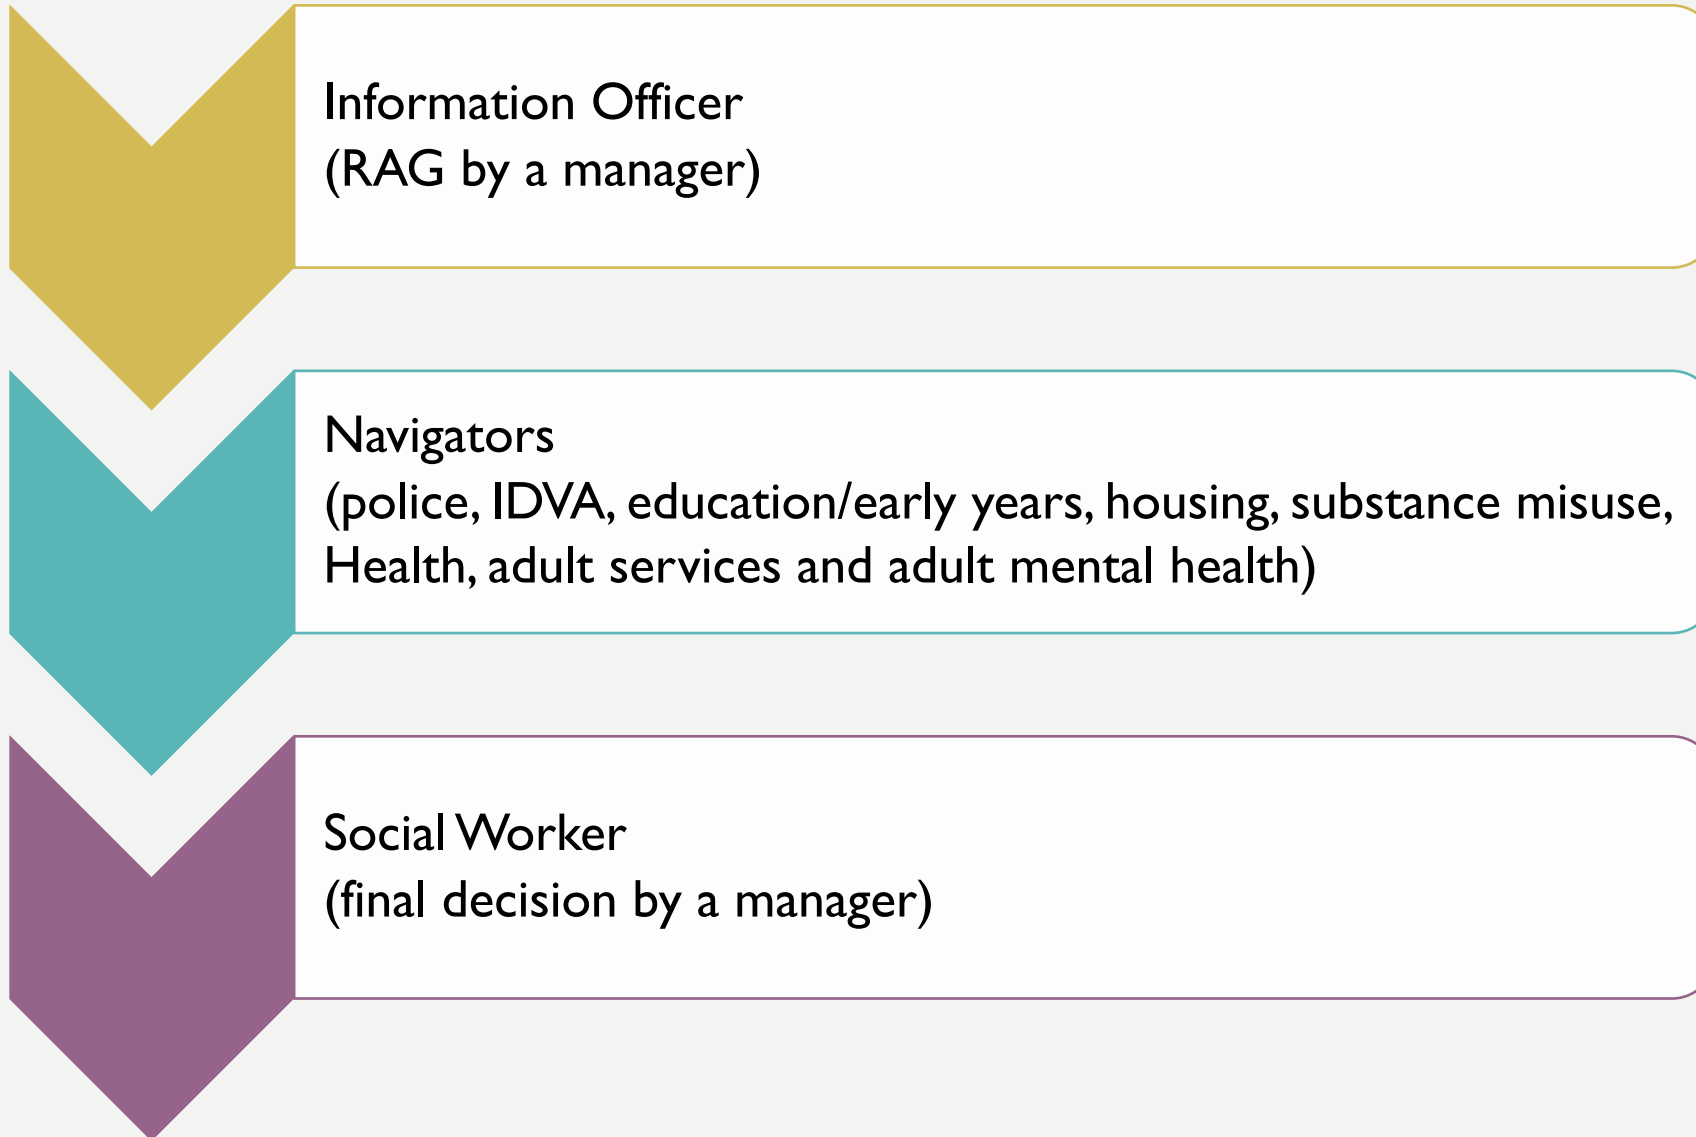 Information Officer
(RAG by a manager)
Navigators
(police, IDVA, education/early years, housing, substance misuse,
Health, adult services and adult mental health)
Social Worker
(final decision by a manager)